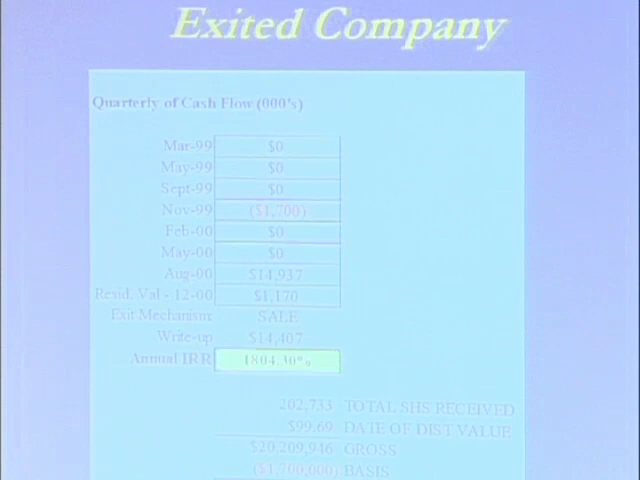 Exited Company
Quarterly of Cash Flow (000's)
Mar-99 $0
May-99 $0
Sept-99 $0
Nov-99 ($1,700)
Feb-00 $0
May-00 $0
Aug-00 $14,937
Resid. Val - 12-00 $1,170
Exit Mechanism: SALE
Write-up $14,407
Annual IRR 1804.30%
202,733 TOTAL SHS RECEIVED
$99.69 DATE OF DIST VALUE
$20,209,946 GROSS
($1,700,000) BASIS